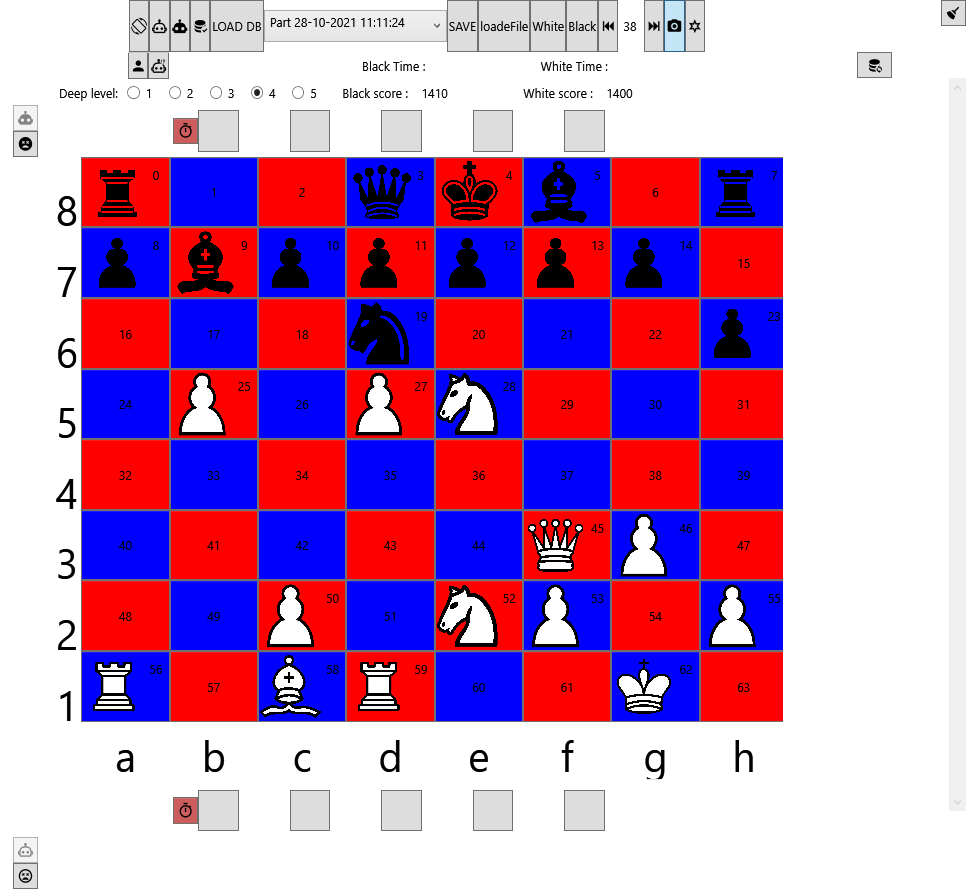 LOAD DB Part 28-10-2021 11:11:24 SAVE loadeFile White Black 38
Black Time : White Time :
Deep level: 1 2 3 4 5 Black score : 1410 White score : 1400
8 0 1 2 3 4 5 6 7
7 8 9 10 11 12 13 14 15
6 16 17 18 19 20 21 22 23
5 24 25 26 27 28 29 30 31
4 32 33 34 35 36 37 38 39
3 40 41 42 43 44 45 46 47
2 48 49 50 51 52 53 54 55
1 56 57 58 59 60 61 62 63
a b c d e f g h